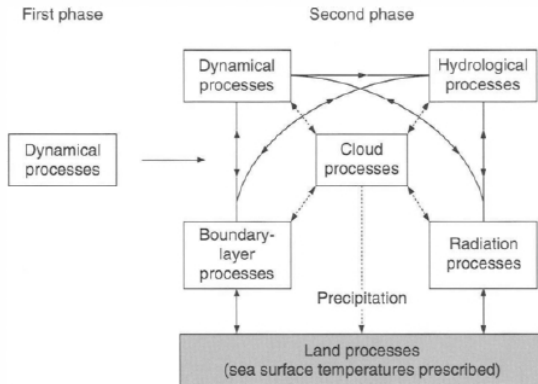 First phase
Second phase
Dynamical
processes
Hydrological
processes
Dynamical
processes
Cloud
processes
Boundary-
layer
processes
Radiation
processes
Precipitation
Land processes
(sea surface temperatures prescribed)